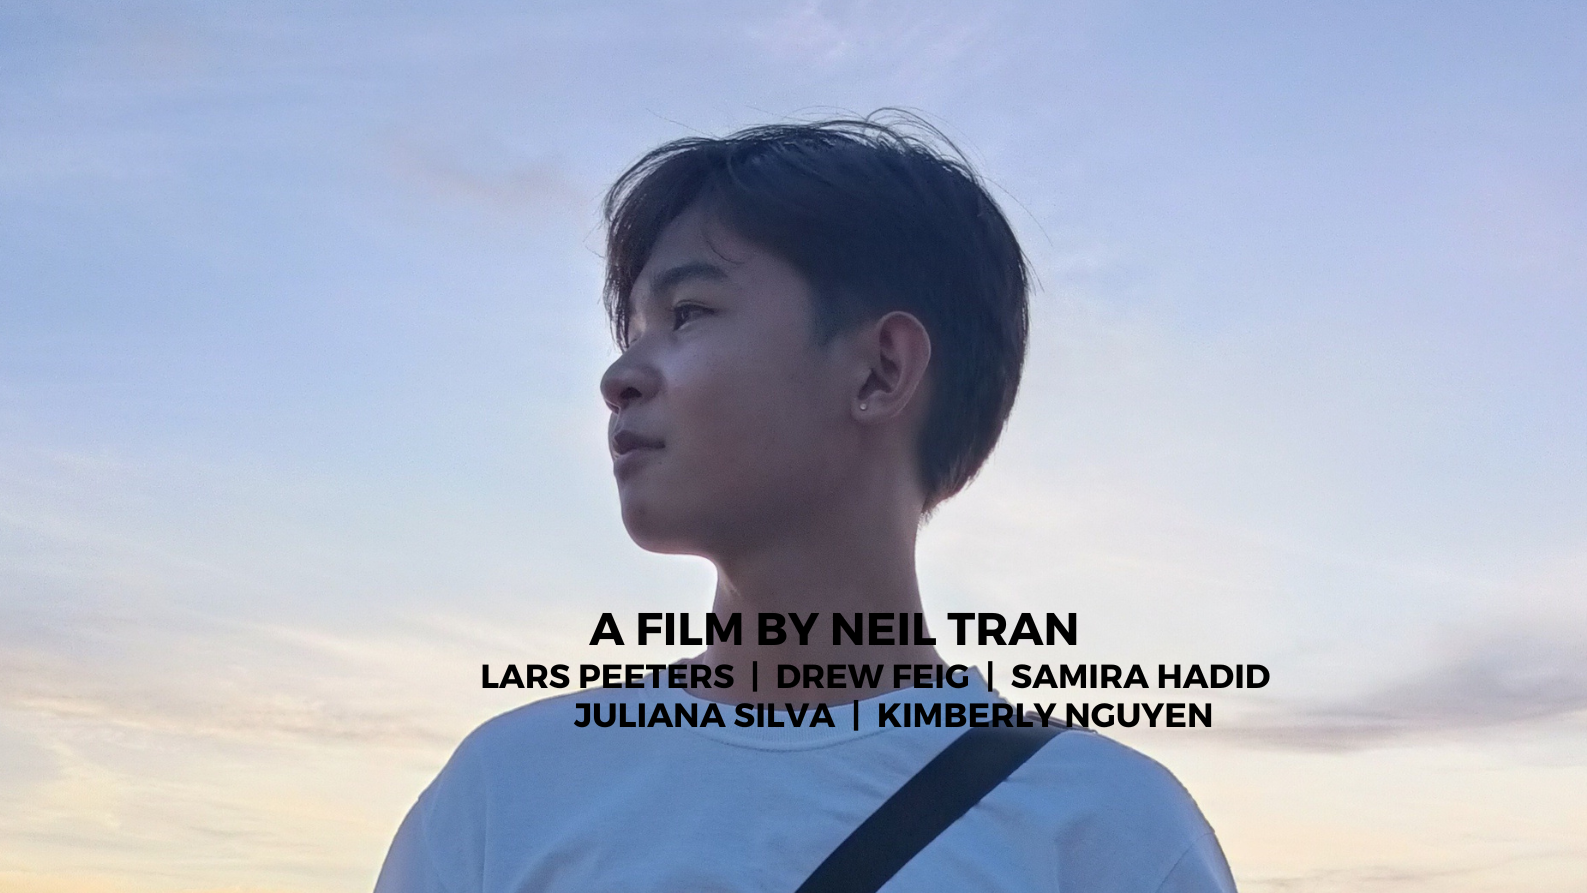 A FILM BY NEIL TRAN
LARS PEETERS | DREW FEIG | SAMIRA HADID
JULIANA SILVA | KIMBERLY NGUYEN